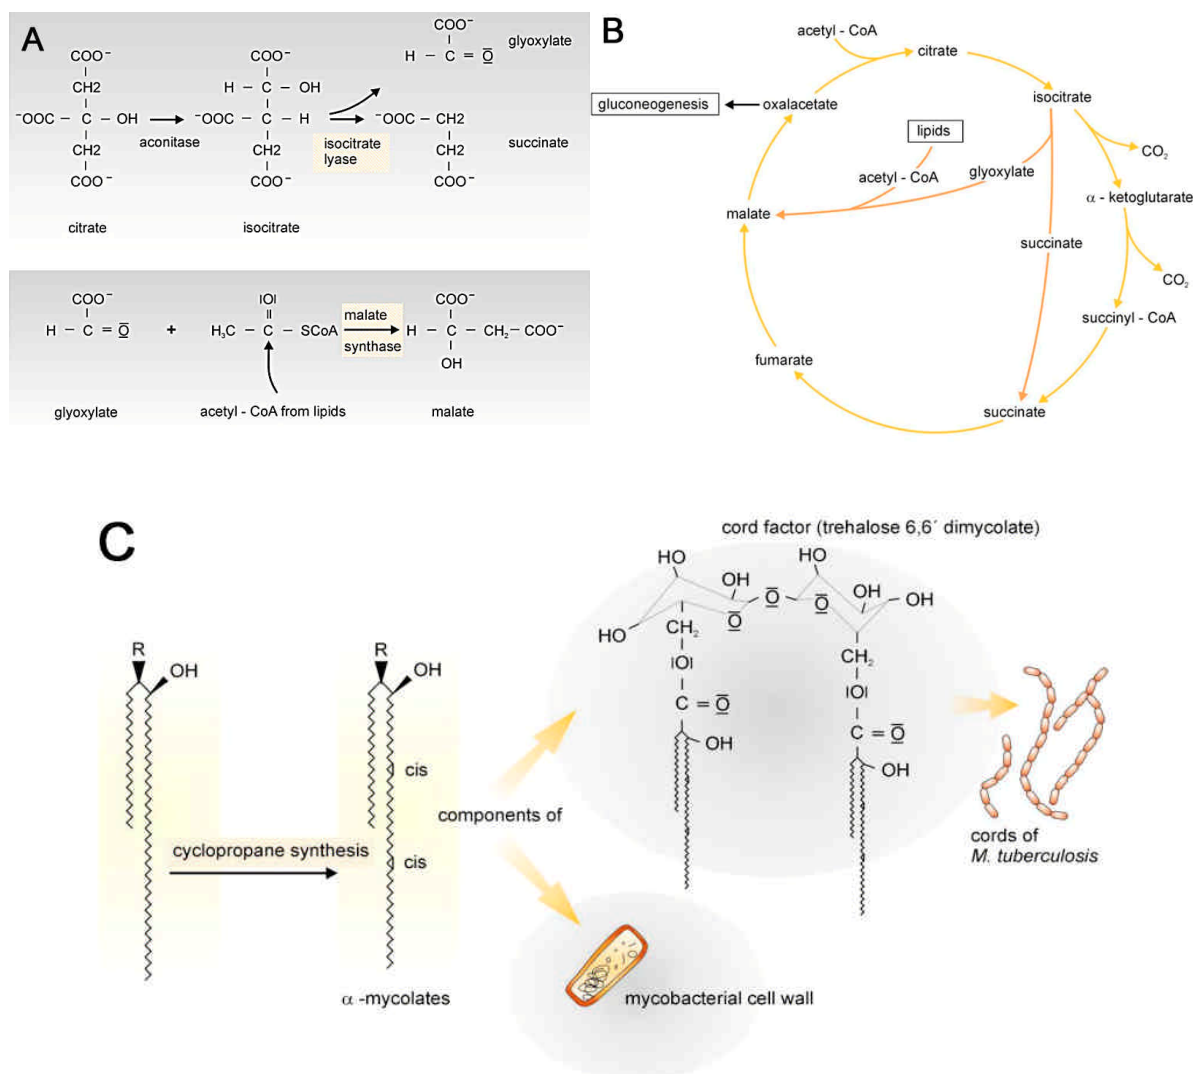 A
COO⁻
glyoxylate
H – C = O
COO⁻
COO⁻
CH2
H – C – OH
⁻OOC – C – OH
aconitase
⁻OOC – C – H
isocitrate
lyase
⁻OOC – CH2
succinate
CH2
CH2
CH2
COO⁻
COO⁻
COO⁻
citrate
isocitrate
COO⁻
H – C = O
+
|O|
H₃C – C – SCoA
malate
synthase
COO⁻
H – C – CH₂– COO⁻
OH
glyoxylate
acetyl - CoA from lipids
malate
B
acetyl - CoA
citrate
isocitrate
gluconeogenesis
oxalacetate
lipids
CO₂
acetyl - CoA
glyoxylate
α - ketoglutarate
malate
succinate
CO₂
succinyl - CoA
fumarate
succinate
C
cord factor (trehalose 6,6´ dimycolate)
HO
OH
O
HO
CH₂
|O|
C = O
OH
O
HO
O
OH
OH
CH₂
|O|
C = O
OH
R
OH
R
OH
cis
cis
cyclopropane synthesis
α -mycolates
components of
cords of
M. tuberculosis
mycobacterial cell wall